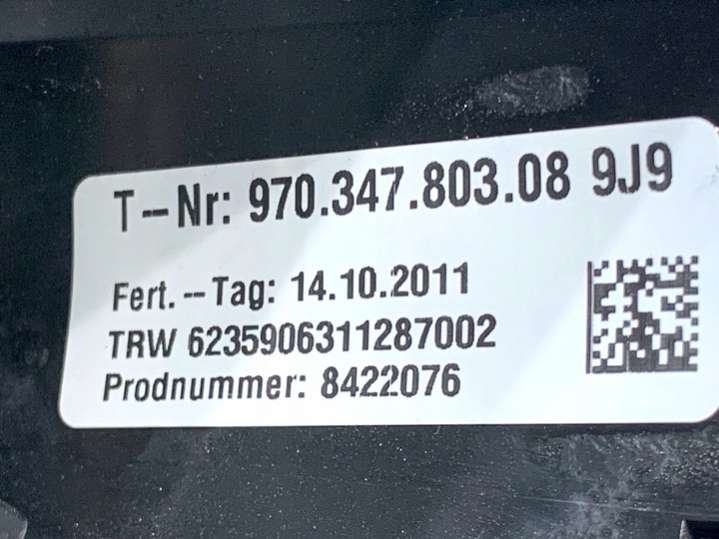 T-Nr: 970.347.803.08 9J9
Fert.--Tag: 14.10.2011
TRW 6235906311287002
Prodnummer: 8422076